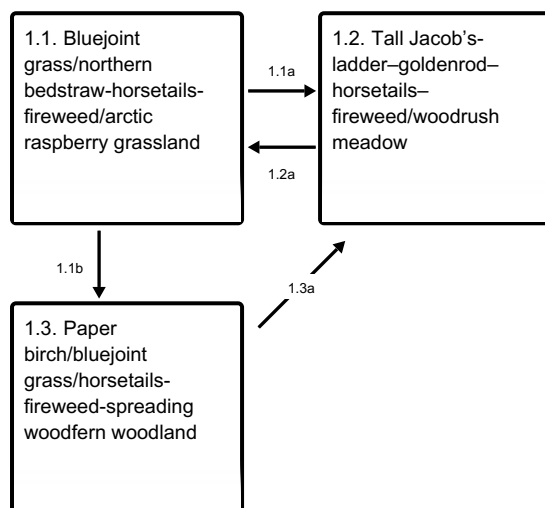 1.1. Bluejoint
grass/northern
bedstraw-horsetails-
fireweed/arctic
raspberry grassland
1.1a
1.2a
1.2. Tall Jacob’s-
ladder–goldenrod–
horsetails–
fireweed/woodrush
meadow
1.1b
1.3a
1.3. Paper
birch/bluejoint
grass/horsetails-
fireweed-spreading
woodfern woodland